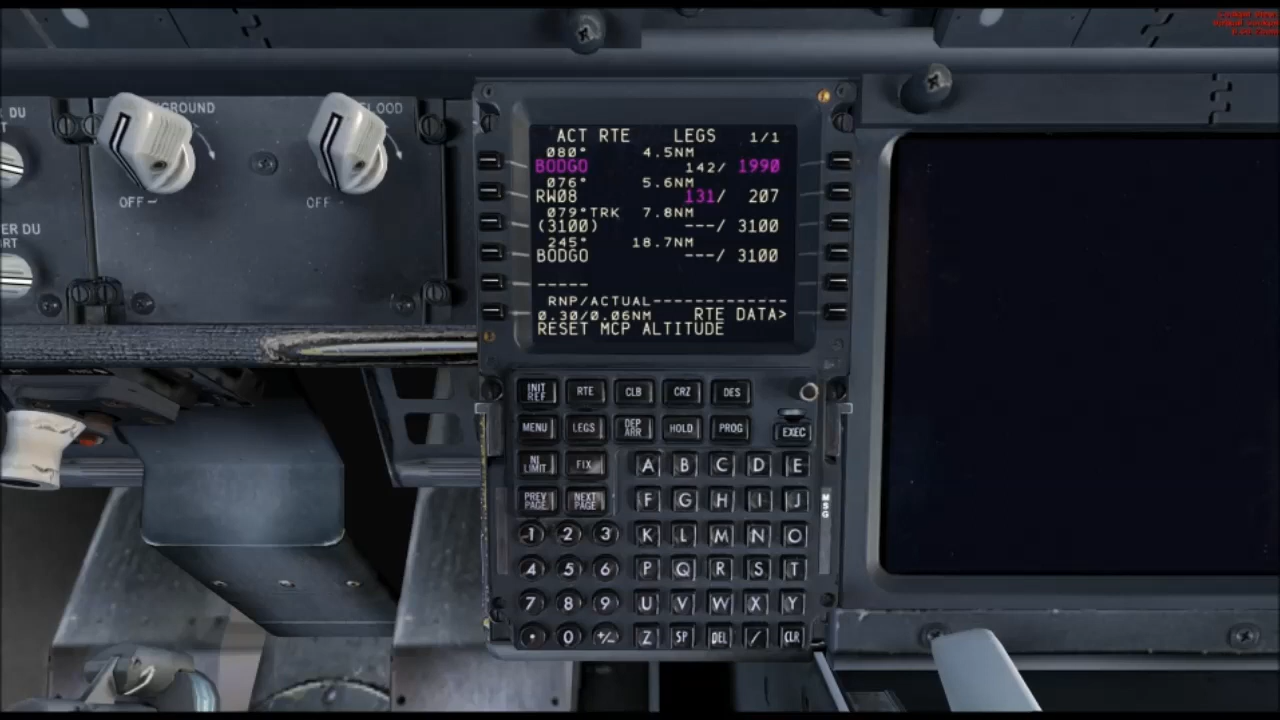 DU
GROUND
FLOOD
OFF
OFF
ER DU
ACT RTE LEGS 1/1
080° 4.5NM
BODGO 142/ 1990
076° 5.6NM
RW08 131/ 207
079°TRK 7.8NM
(3100) ---/ 3100
245° 18.7NM
BODGO ---/ 3100
-----
RNP/ACTUAL-------------
0.30/0.06NM RTE DATA>
RESET MCP ALTITUDE
INIT REF RTE CLB CRZ DES
MENU LEGS DEP ARR HOLD PROG EXEC
N1 LIMIT FIX A B C D E
PREV PAGE NEXT PAGE F G H I J
MSG
1 2 3 K L M N O
4 5 6 P Q R S T
7 8 9 U V W X Y
. 0 +/- Z SP DEL / CLR